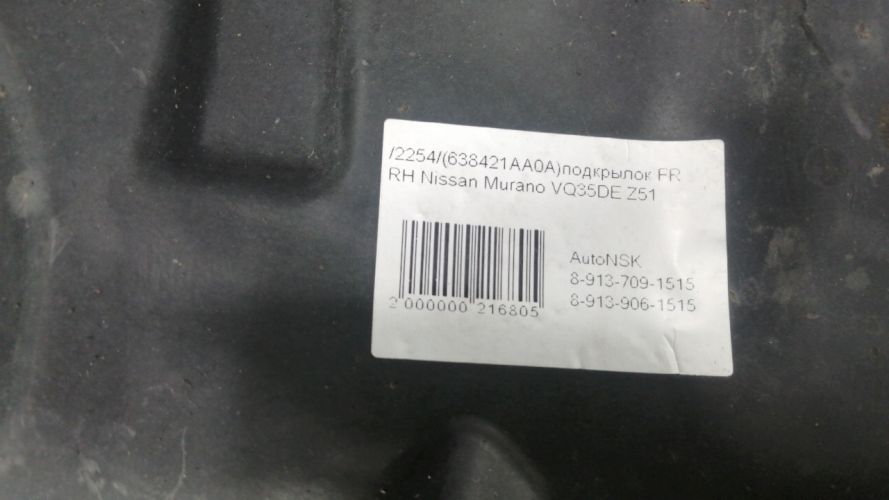 /2254/(638421AA0A)подкрылок FR
RH Nissan Murano VQ35DE Z51
AutoNSK
8-913-709-1515
8-913-906-1515
2 000000 216805